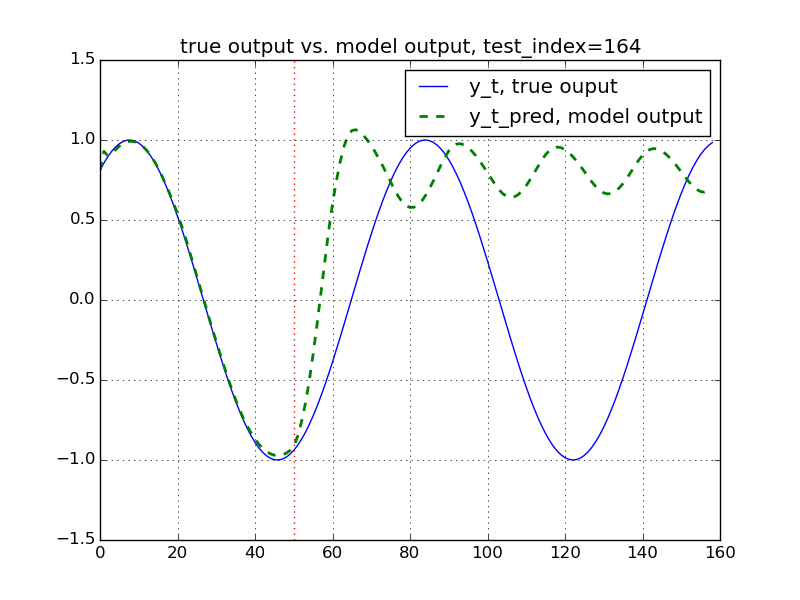 true output vs. model output, test_index=164
y_t, true ouput
y_t_pred, model output
1.5
1.0
0.5
0.0
−0.5
−1.0
−1.5
0 20 40 60 80 100 120 140 160